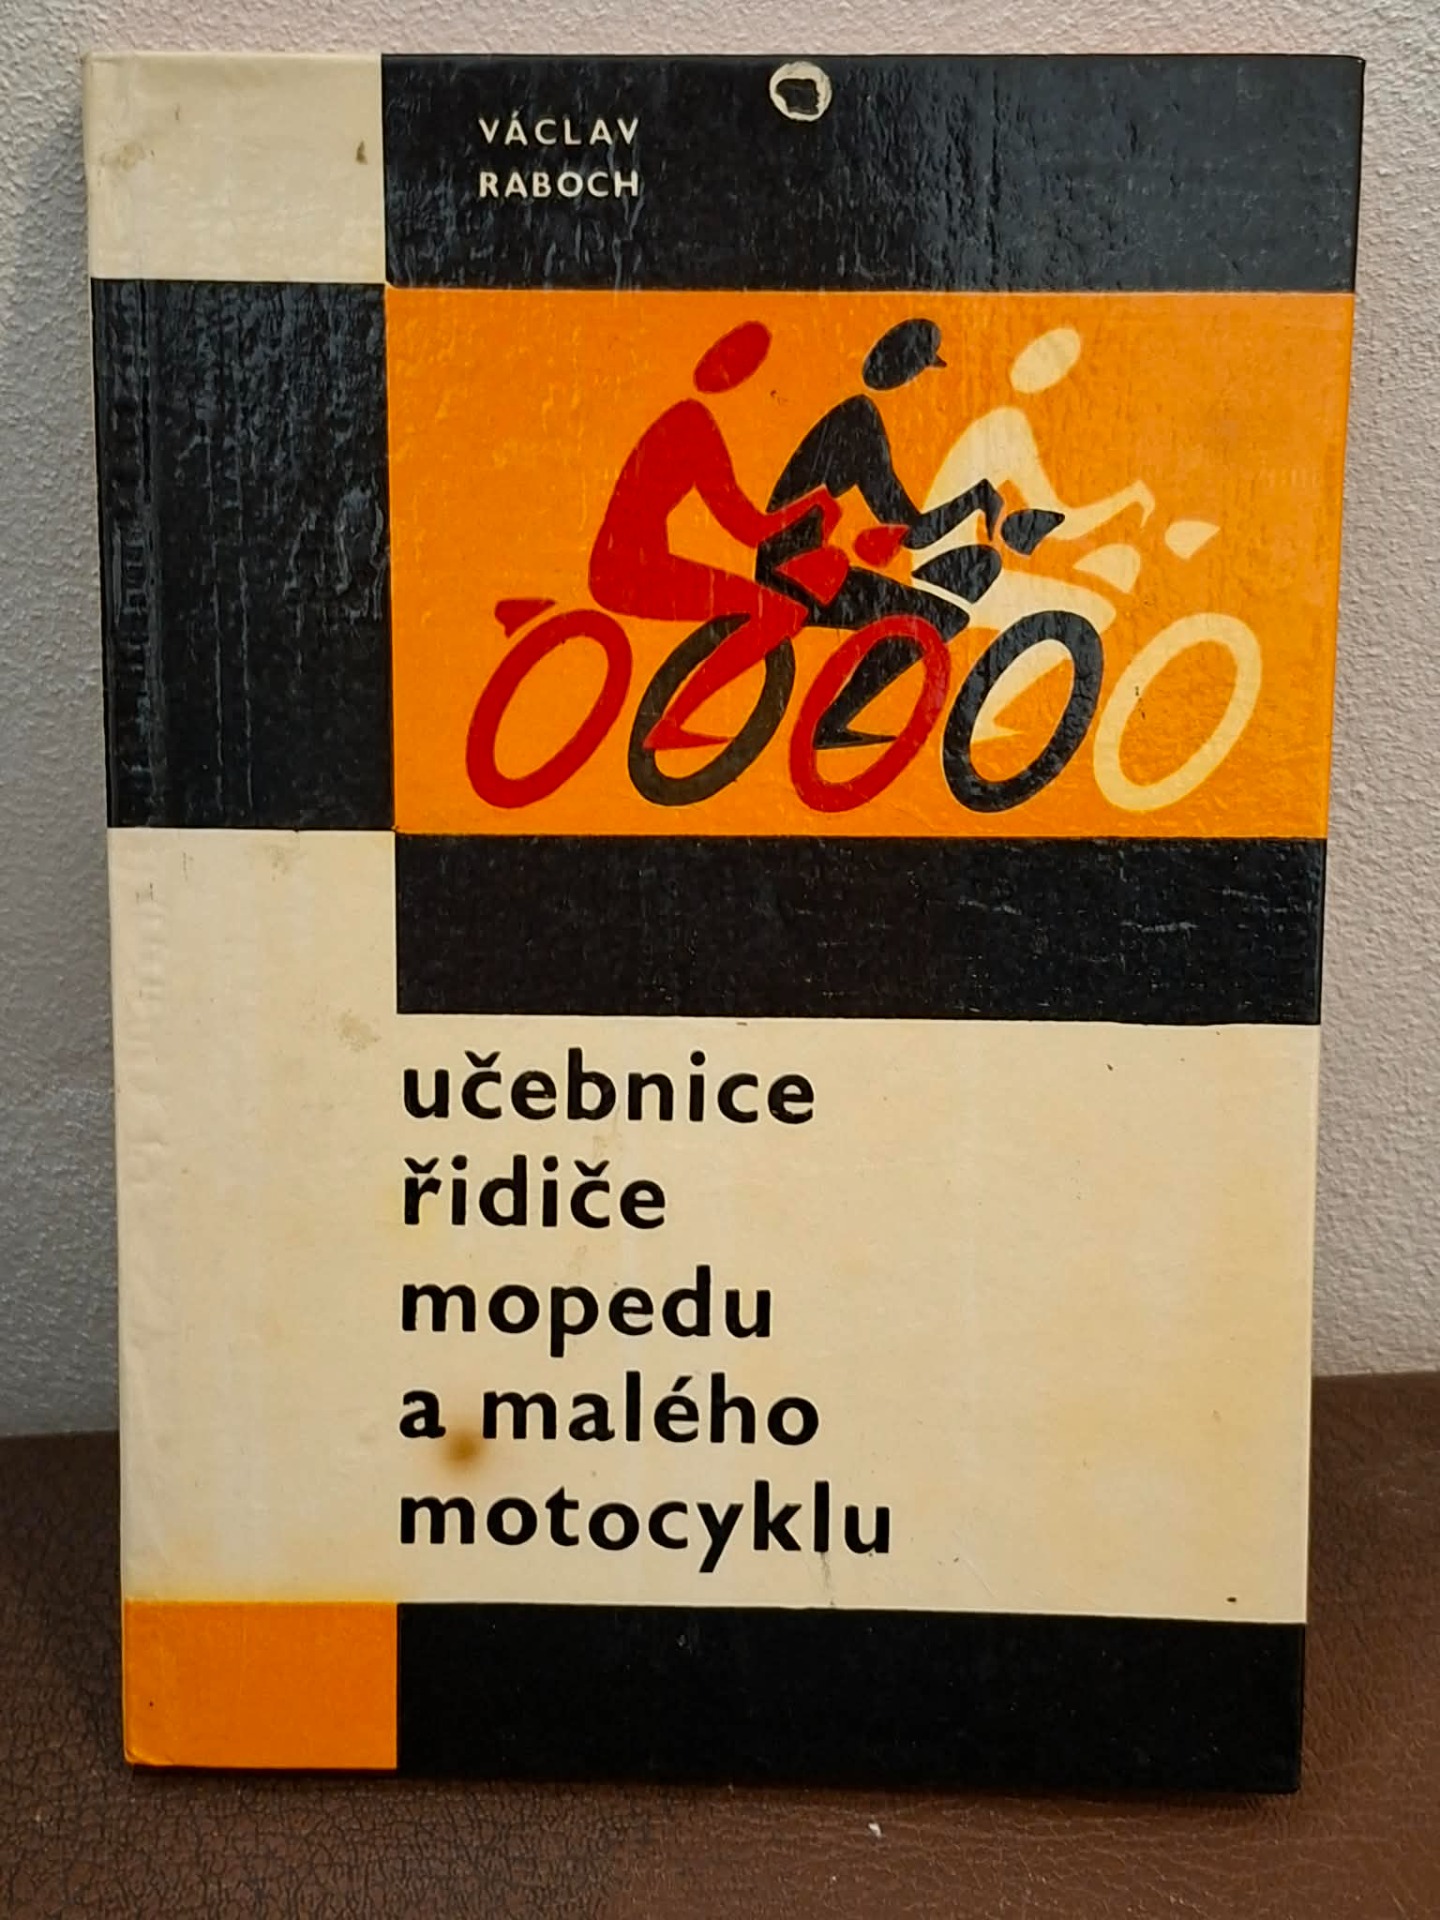 VÁCLAV
RABOCH
učebnice
řidiče
mopedu
a malého
motocyklu